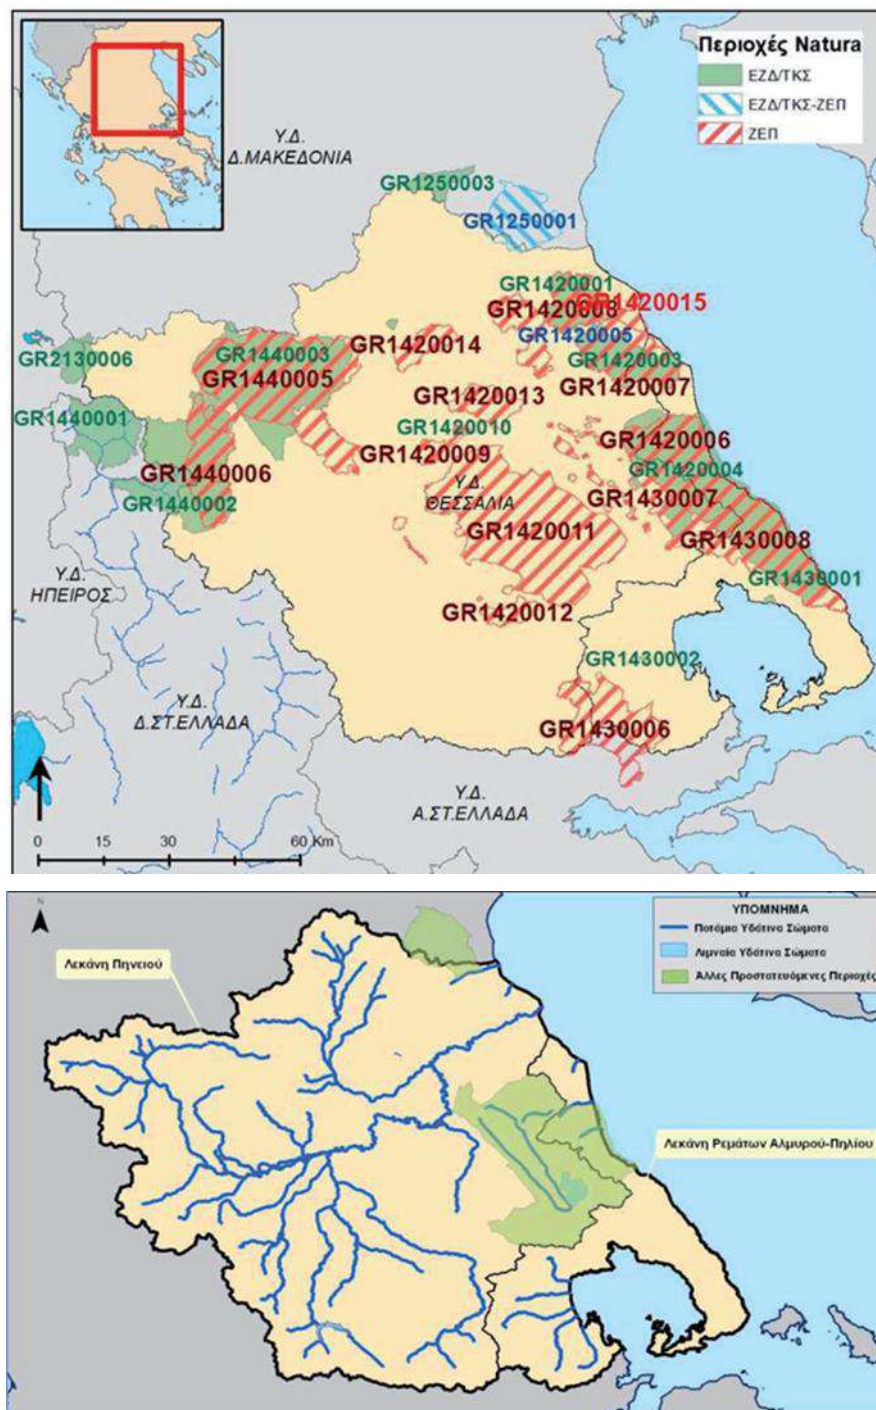 Περιοχές Natura
ΕΖΔ/ΤΚΣ
ΕΖΔ/ΤΚΣ-ΖΕΠ
ΖΕΠ
Υ.Δ.
Δ.ΜΑΚΕΔΟΝΙΑ
GR1250003
GR1250001
GR1420001
GR1420015
GR1420008
GR1420005
GR1420014
GR2130006
GR1440003
GR1440005
GR1420003
GR1420007
GR1420013
GR1440001
GR1420010
GR1420009
GR1420006
GR1440006
GR1420004
GR1440002
Υ.Δ.
ΘΕΣΣΑΛΙΑ
GR1430007
GR1420011
GR1430008
GR1430001
Υ.Δ.
ΗΠΕΙΡΟΣ
GR1420012
GR1430002
Υ.Δ.
Δ.ΣΤ.ΕΛΛΑΔΑ
GR1430006
Υ.Δ.
Α.ΣΤ.ΕΛΛΑΔΑ
0 15 30 60 Km
N
ΥΠΟΜΝΗΜΑ
Ποτάμια Υδάτινα Σώματα
Λιμναία Υδάτινα Σώματα
Άλλες Προστατευόμενες Περιοχές
Λεκάνη Πηνειού
Λεκάνη Ρεμάτων Αλμυρού-Πηλίου